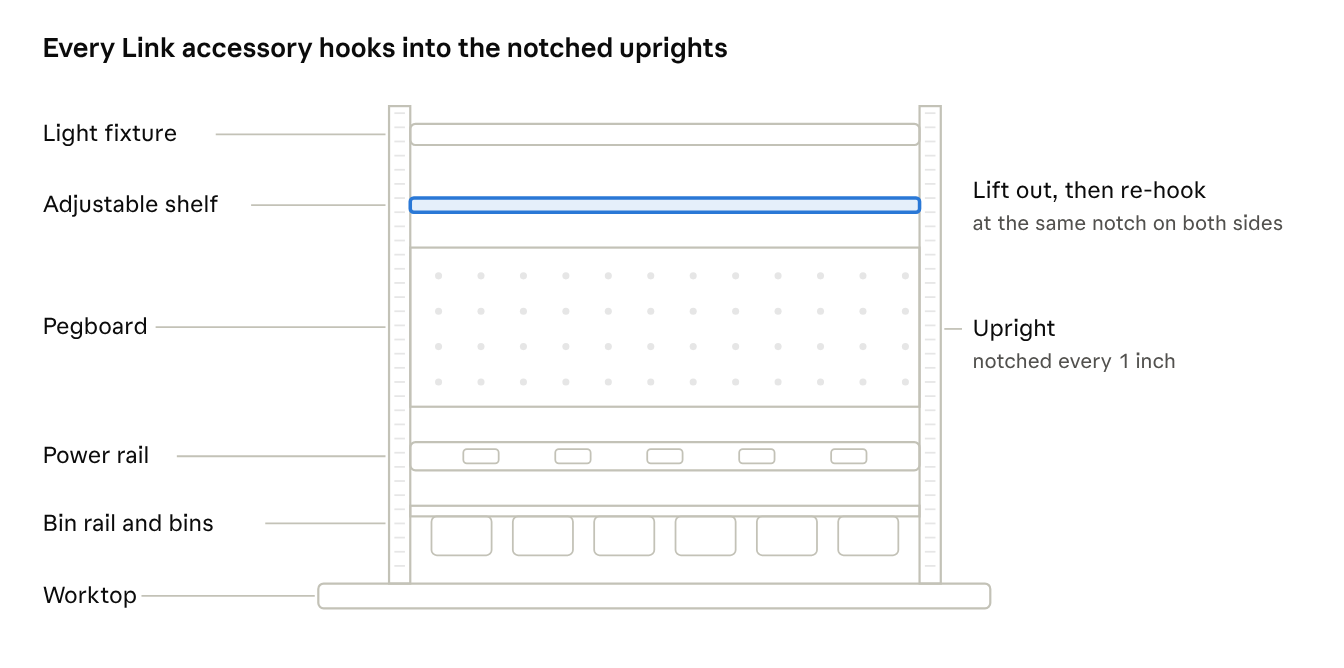 Every Link accessory hooks into the notched uprights
Light fixture
Adjustable shelf
Lift out, then re-hook
at the same notch on both sides
Pegboard
Upright
notched every 1 inch
Power rail
Bin rail and bins
Worktop